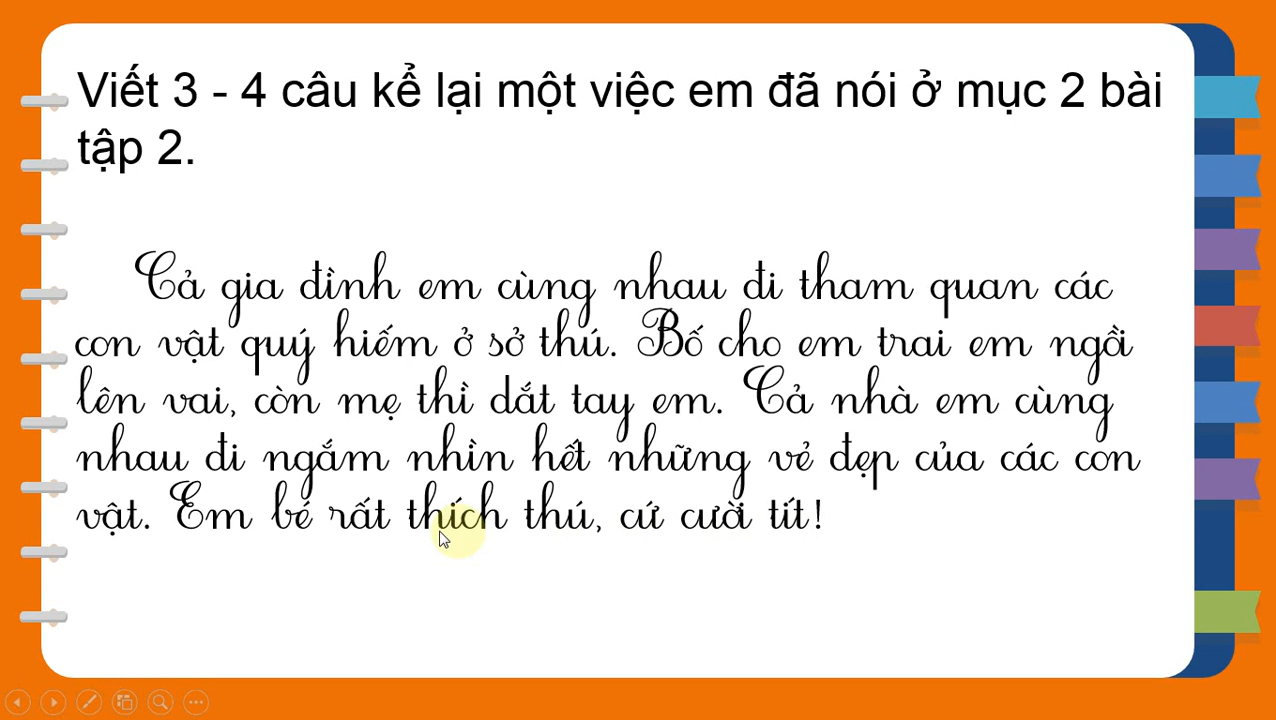 Viết 3 - 4 câu kể lại một việc em đã nói ở mục 2 bài
tập 2.
Cả gia đình em cùng nhau đi tham quan các
con vật quý hiếm ở sở thú. Bố cho em trai em ngồi
lên vai, còn mẹ thì dắt tay em. Cả nhà em cùng
nhau đi ngắm nhìn hết những vẻ đẹp của các con
vật. Em bé rất thích thú, cứ cười tít!